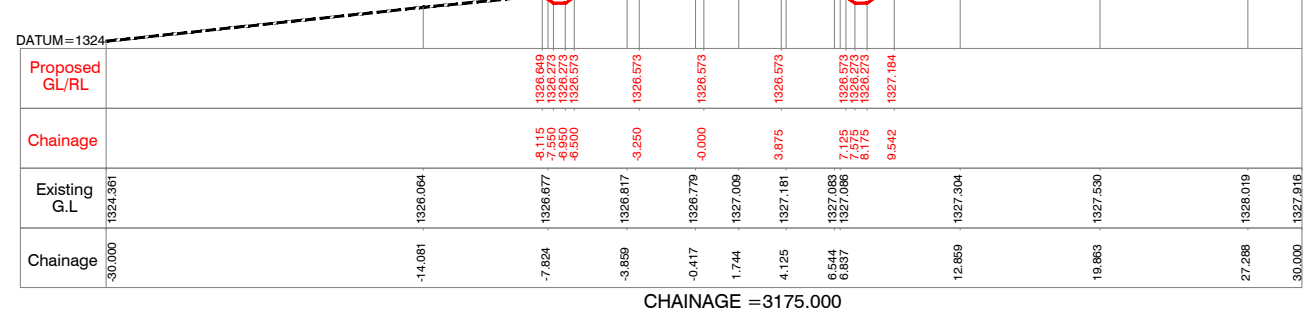 DATUM=1324
Proposed
GL/RL
1326.649 1326.273 1326.273 1326.573 1326.573 1326.573 1326.573 1326.573 1326.273 1326.273 1327.184
Chainage
-8.115 -7.550 -6.950 -6.500 -3.250 -0.000 3.875 7.125 7.575 8.175 9.542
Existing
G.L
1324.361 1326.064 1326.677 1326.817 1326.779 1327.009 1327.181 1327.083 1327.086 1327.304 1327.530 1328.019 1327.916
Chainage
-30.000 -14.081 -7.824 -3.859 -0.417 1.744 4.125 6.544 6.837 12.859 19.863 27.288 30.000
CHAINAGE =3175.000